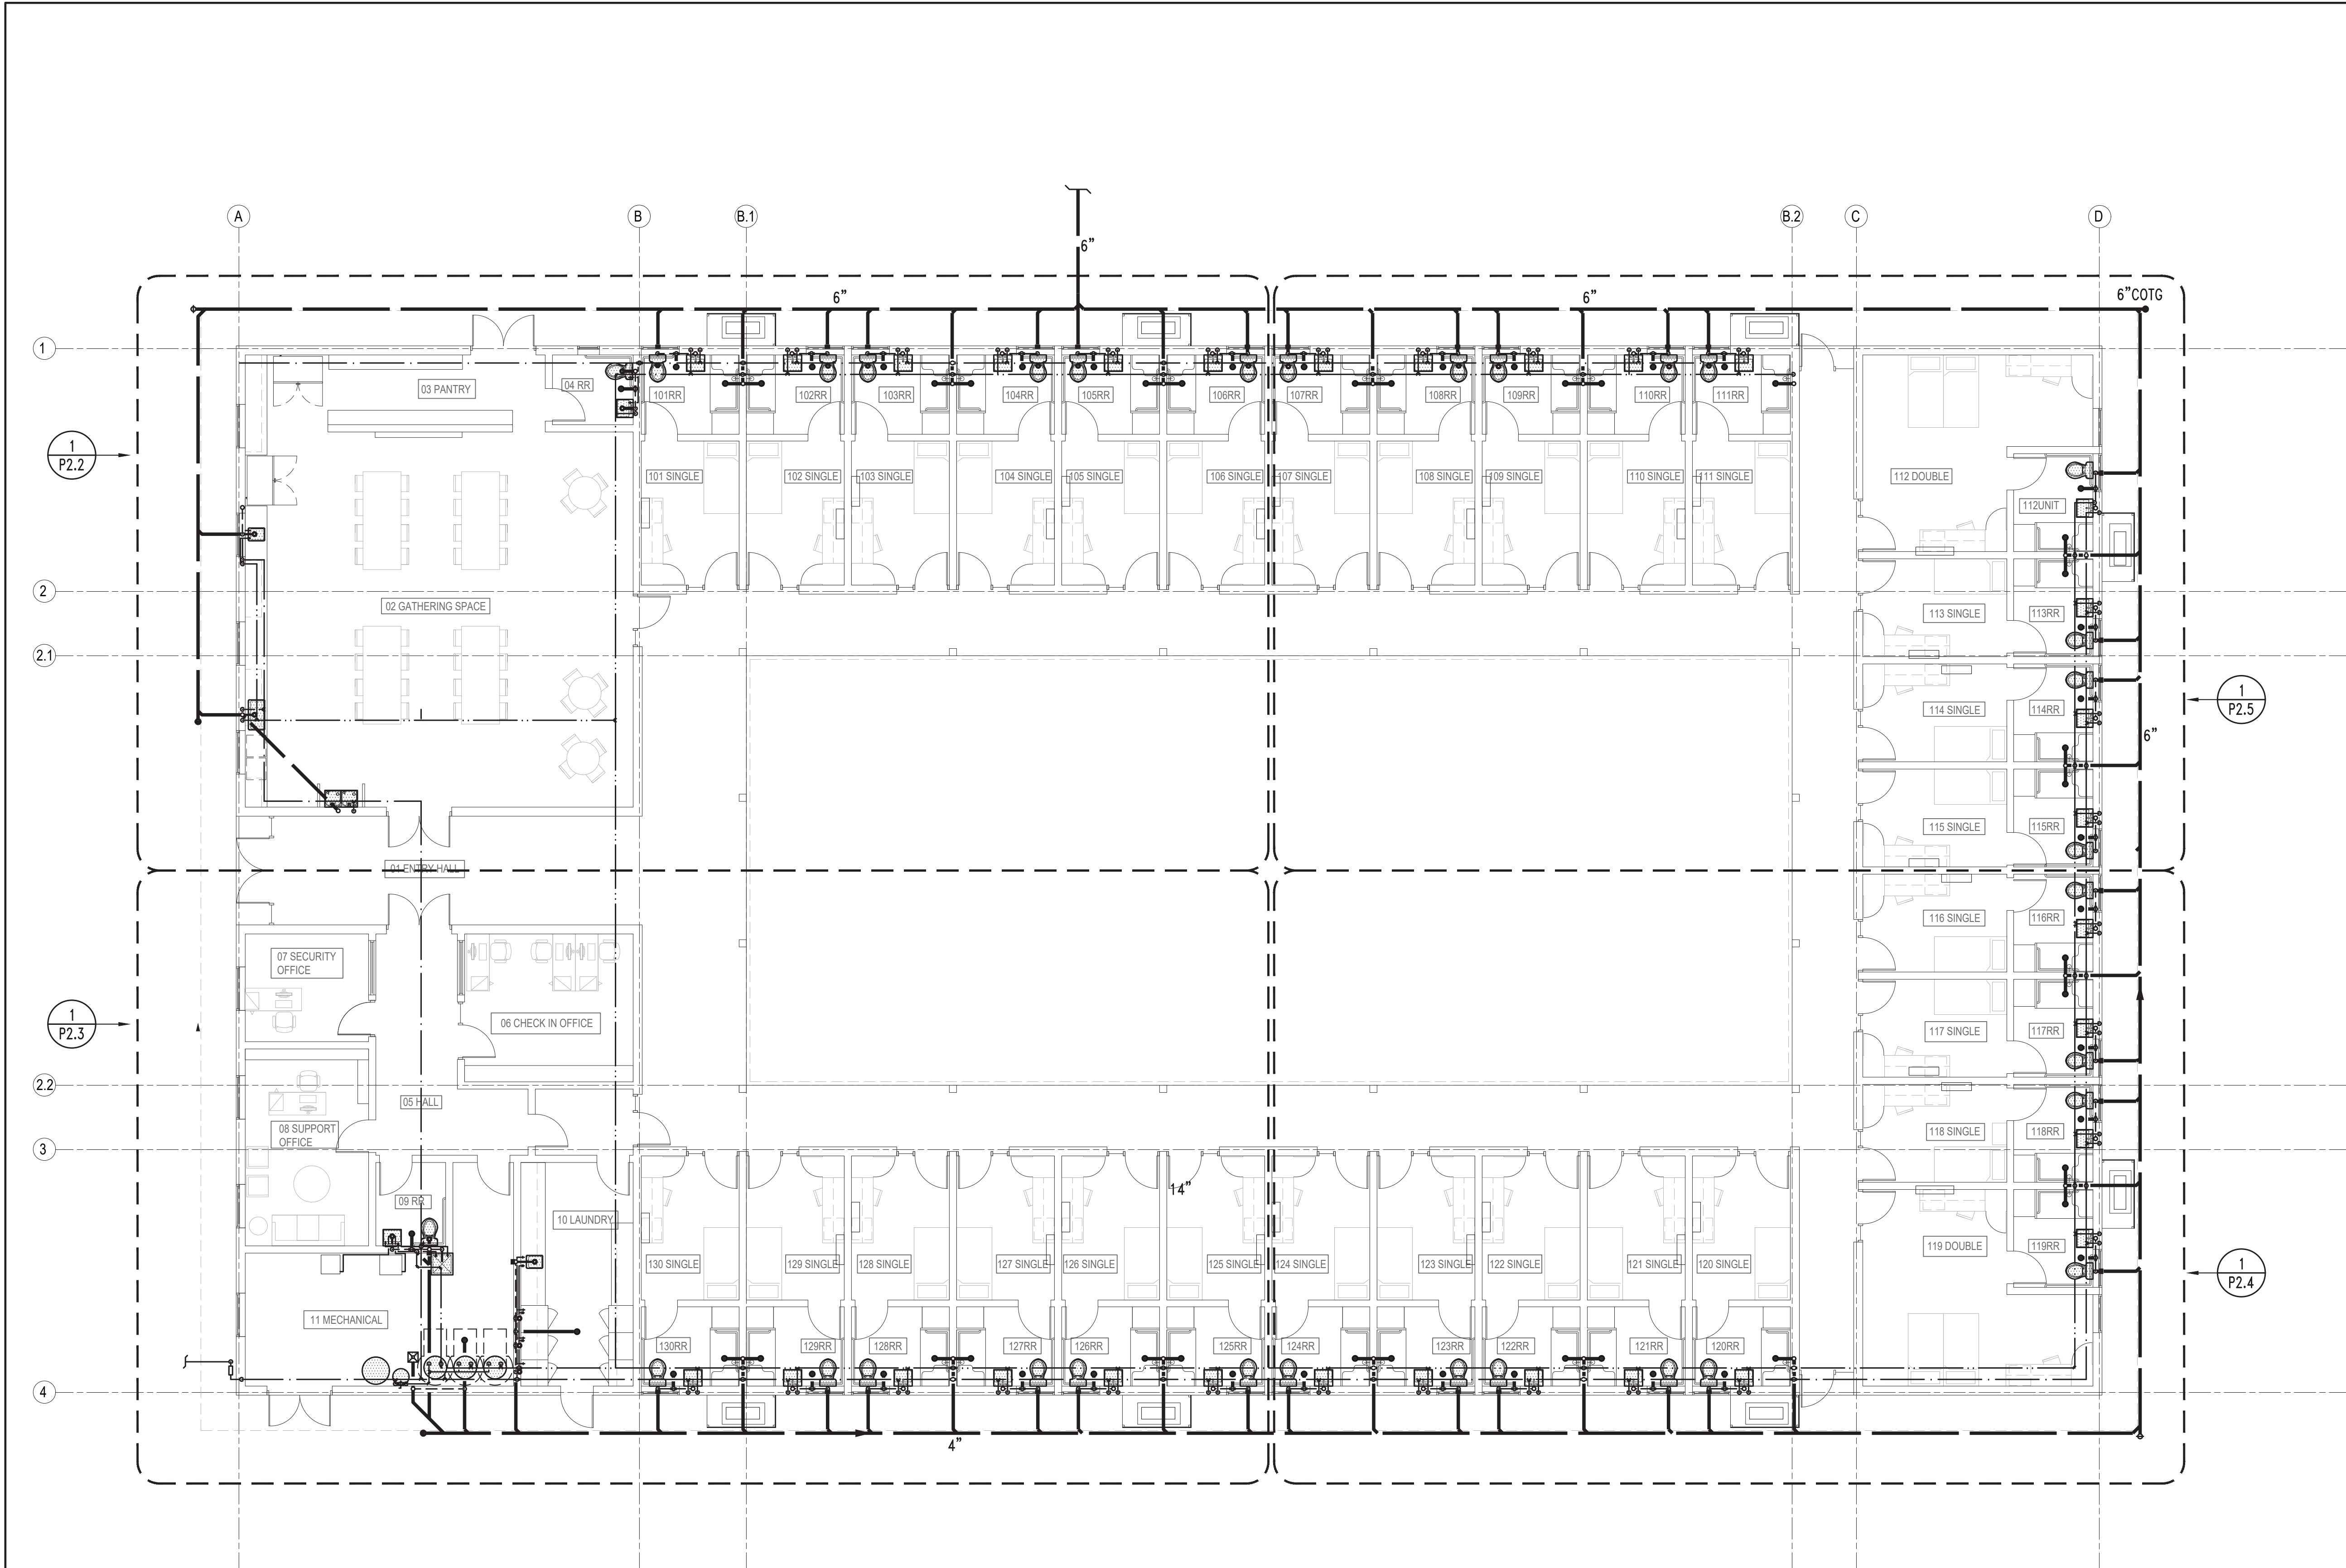 A
B
B.1
B.2
C
D
6”
6”
6”
6”COTG
1
03 PANTRY
04 RR
101RR
102RR
103RR
104RR
105RR
106RR
107RR
108RR
109RR
110RR
111RR
1
P2.2
101 SINGLE
102 SINGLE
103 SINGLE
104 SINGLE
105 SINGLE
106 SINGLE
107 SINGLE
108 SINGLE
109 SINGLE
110 SINGLE
111 SINGLE
112 DOUBLE
112UNIT
2
02 GATHERING SPACE
113 SINGLE
113RR
2.1
114 SINGLE
114RR
1
P2.5
6”
115 SINGLE
115RR
01 ENTRY HALL
116 SINGLE
116RR
07 SECURITY
OFFICE
1
P2.3
06 CHECK IN OFFICE
117 SINGLE
117RR
2.2
05 HALL
08 SUPPORT
OFFICE
118 SINGLE
118RR
3
14”
09 RR
10 LAUNDRY
119 DOUBLE
119RR
130 SINGLE
129 SINGLE
128 SINGLE
127 SINGLE
126 SINGLE
125 SINGLE
124 SINGLE
123 SINGLE
122 SINGLE
121 SINGLE
120 SINGLE
1
P2.4
11 MECHANICAL
130RR
129RR
128RR
127RR
126RR
125RR
124RR
123RR
122RR
121RR
120RR
4
4”